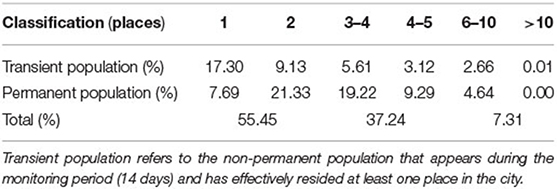 Classification (places) 1 2 3–4 4–5 6–10 >10
Transient population (%) 17.30 9.13 5.61 3.12 2.66 0.01
Permanent population (%) 7.69 21.33 19.22 9.29 4.64 0.00
Total (%) 55.45 37.24 7.31
Transient population refers to the non-permanent population that appears during the
monitoring period (14 days) and has effectively resided at least one place in the city.